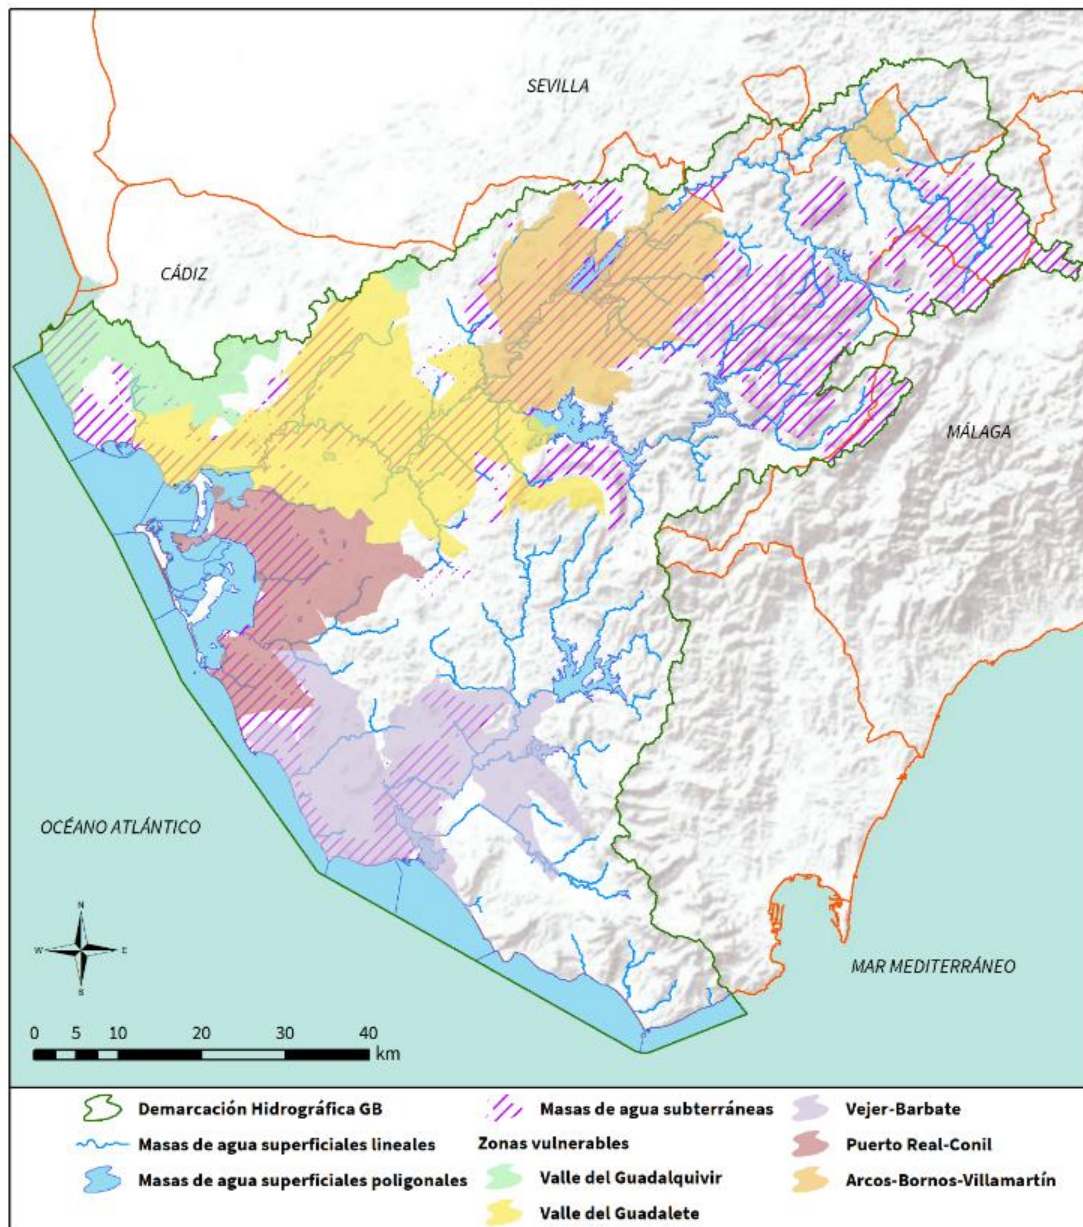 SEVILLA
CÁDIZ
MÁLAGA
OCÉANO ATLÁNTICO
N
W E
S
MAR MEDITERRÁNEO
0 5 10 20 30 40
km
Demarcación Hidrográfica GB
Masas de agua superficiales lineales
Masas de agua superficiales poligonales
Masas de agua subterráneas
Zonas vulnerables
Valle del Guadalquivir
Valle del Guadalete
Vejer-Barbate
Puerto Real-Conil
Arcos-Bornos-Villamartín